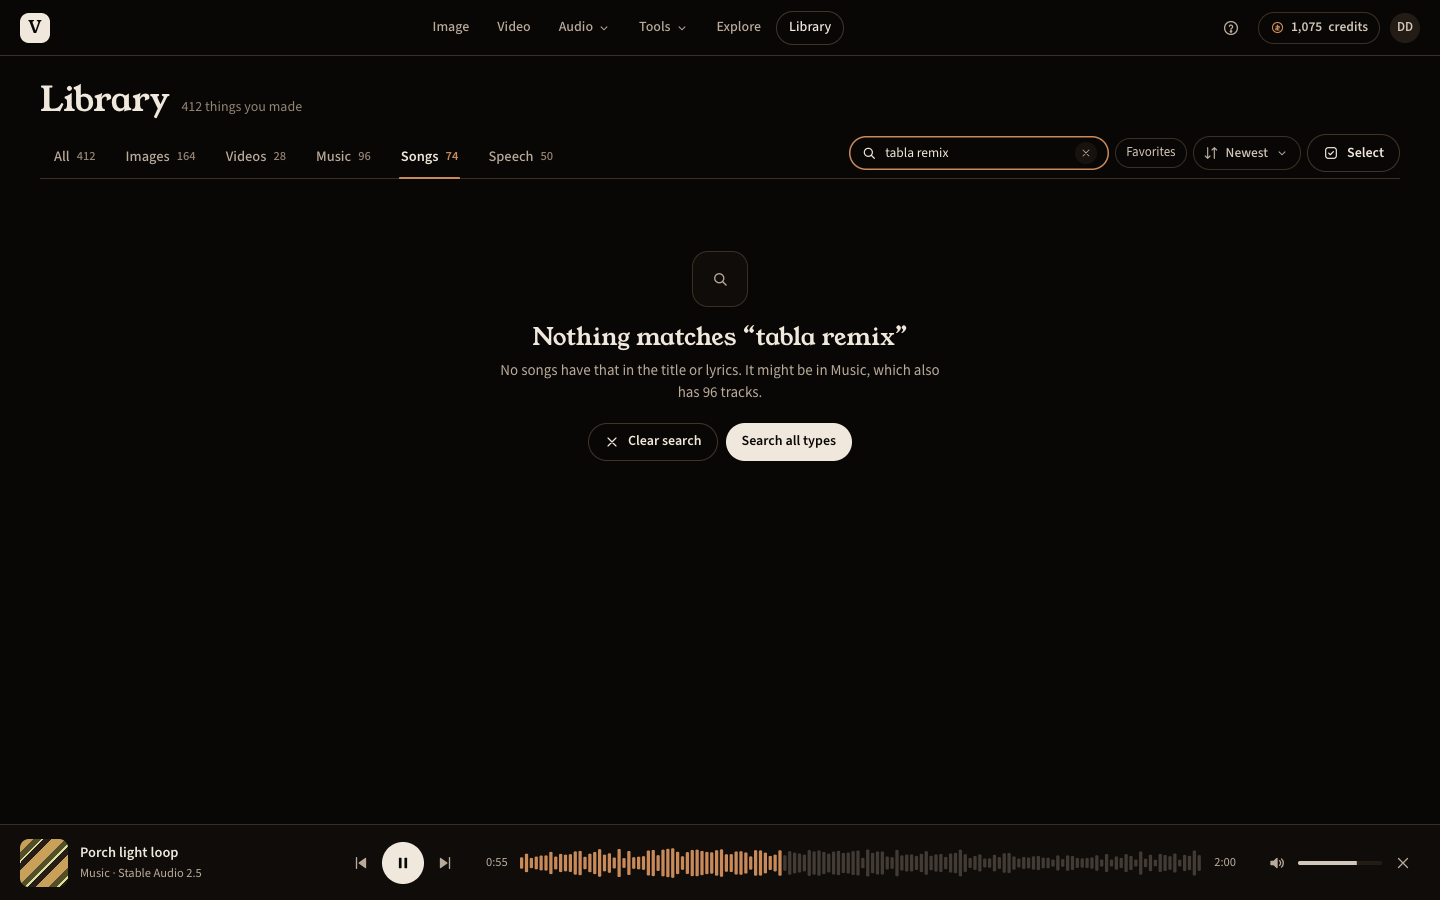 V
Image
Video
Audio
Tools
Explore
Library
1,075 credits
DD
Library
412 things you made
All 412
Images 164
Videos 28
Music 96
Songs 74
Speech 50
tabla remix
Favorites
Newest
Select
Nothing matches “tabla remix”
No songs have that in the title or lyrics. It might be in Music, which also
has 96 tracks.
Clear search
Search all types
Porch light loop
Music · Stable Audio 2.5
0:55
2:00